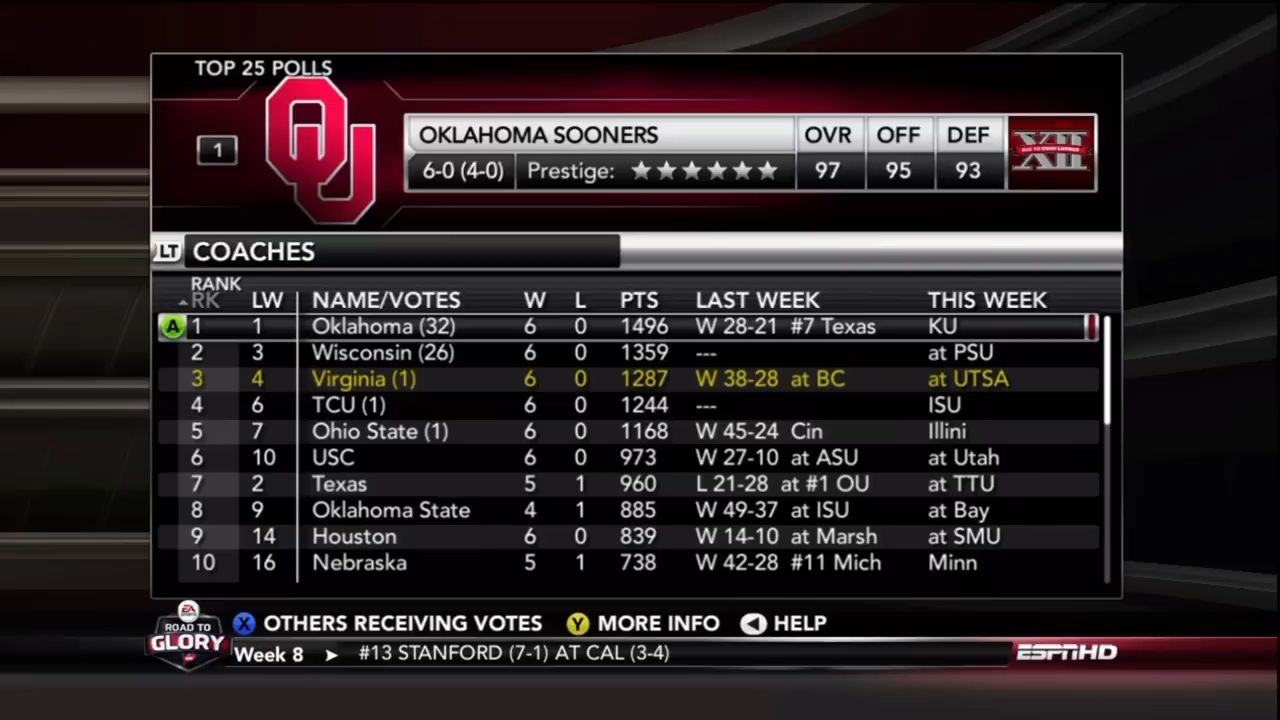 TOP 25 POLLS
1
OU
OKLAHOMA SOONERS OVR OFF DEF
6-0 (4-0) Prestige: 97 95 93
XII
LT COACHES
RANK
RK LW NAME/VOTES W L PTS LAST WEEK THIS WEEK
A 1 1 Oklahoma (32) 6 0 1496 W 28-21 #7 Texas KU
2 3 Wisconsin (26) 6 0 1359 --- at PSU
3 4 Virginia (1) 6 0 1287 W 38-28 at BC at UTSA
4 6 TCU (1) 6 0 1244 --- ISU
5 7 Ohio State (1) 6 0 1168 W 45-24 Cin Illini
6 10 USC 6 0 973 W 27-10 at ASU at Utah
7 2 Texas 5 1 960 L 21-28 at #1 OU at TTU
8 9 Oklahoma State 4 1 885 W 49-37 at ISU at Bay
9 14 Houston 6 0 839 W 14-10 at Marsh at SMU
10 16 Nebraska 5 1 738 W 42-28 #11 Mich Minn
X OTHERS RECEIVING VOTES Y MORE INFO HELP
EA
SPORTS
ROAD TO
GLORY
Week 8 #13 STANFORD (7-1) AT CAL (3-4) ESPNHD